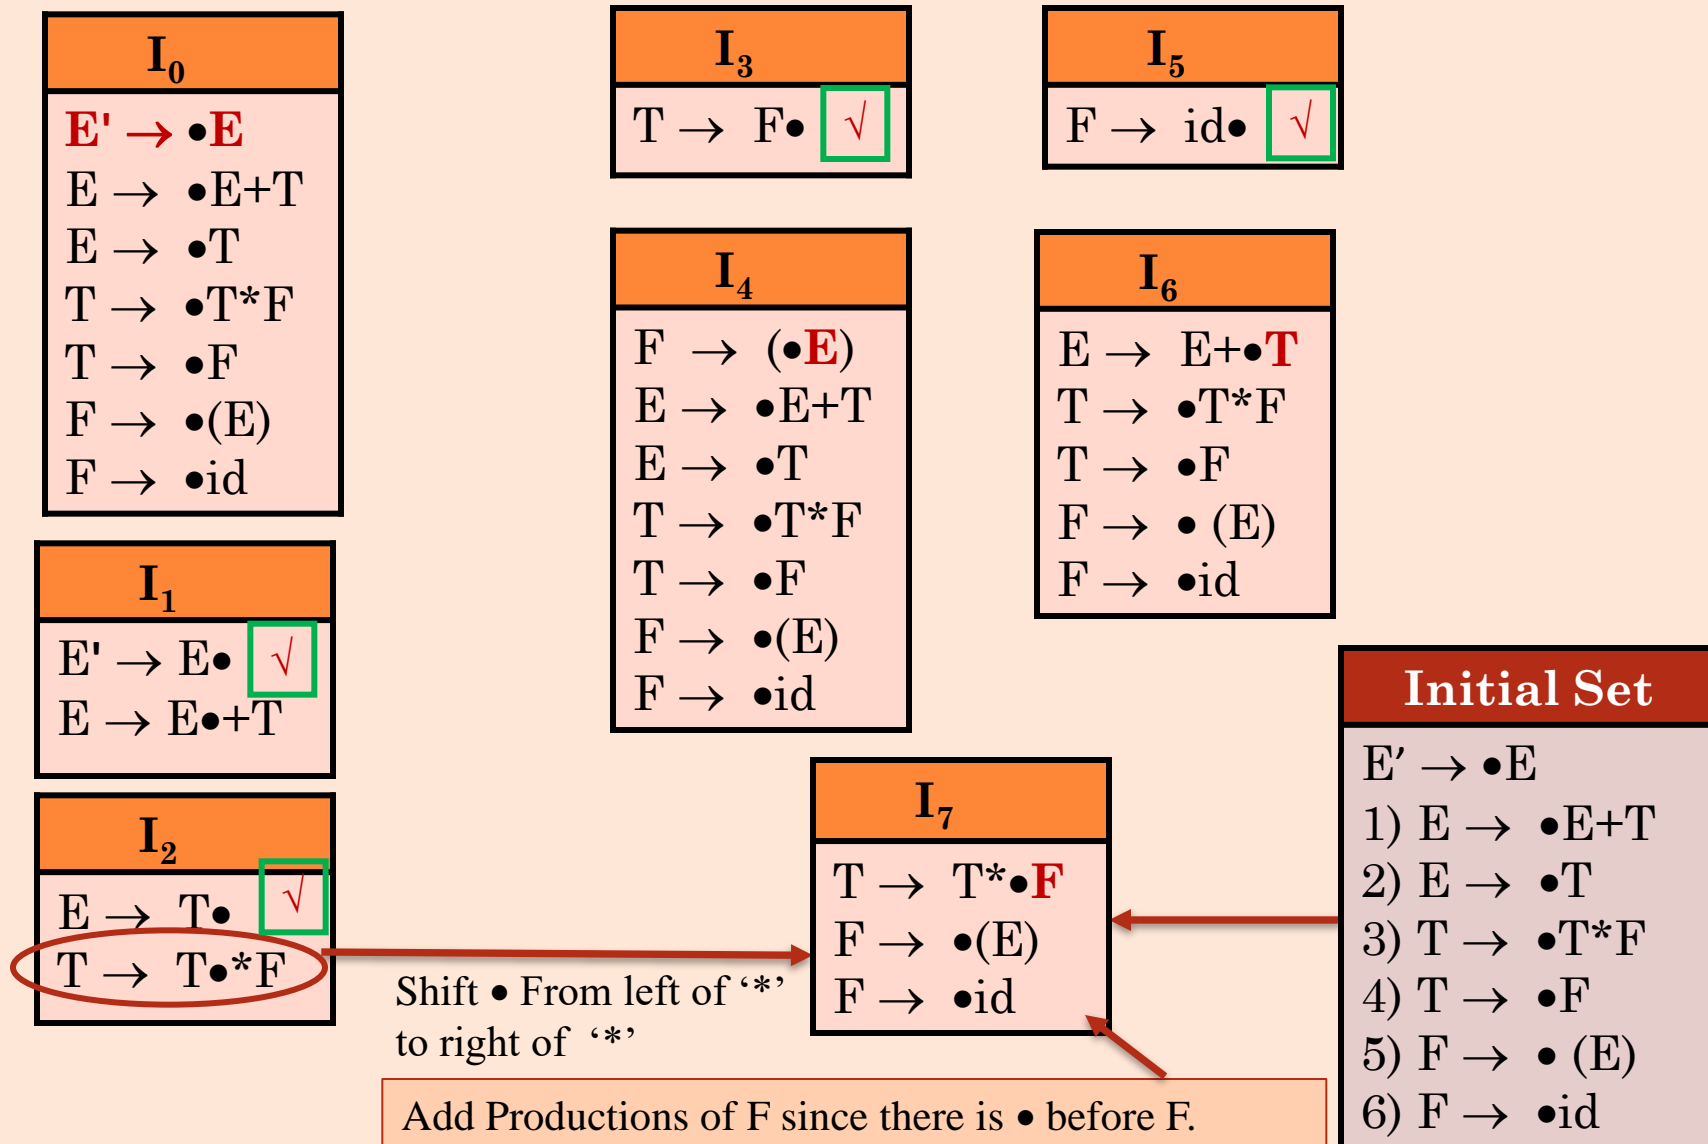 I0
E' → •E
E → •E+T
E → •T
T → •T*F
T → •F
F → •(E)
F → •id
I1
E' → E• √
E → E•+T
I2
E → T• √
T → T•*F
I3
T → F• √
I4
F → (•E)
E → •E+T
E → •T
T → •T*F
T → •F
F → •(E)
F → •id
I5
F → id• √
I6
E → E+•T
T → •T*F
T → •F
F → • (E)
F → •id
Shift • From left of ‘*’
to right of ‘*’
I7
T → T*•F
F → •(E)
F → •id
Add Productions of F since there is • before F.
Initial Set
E′ → •E
1) E → •E+T
2) E → •T
3) T → •T*F
4) T → •F
5) F → • (E)
6) F → •id